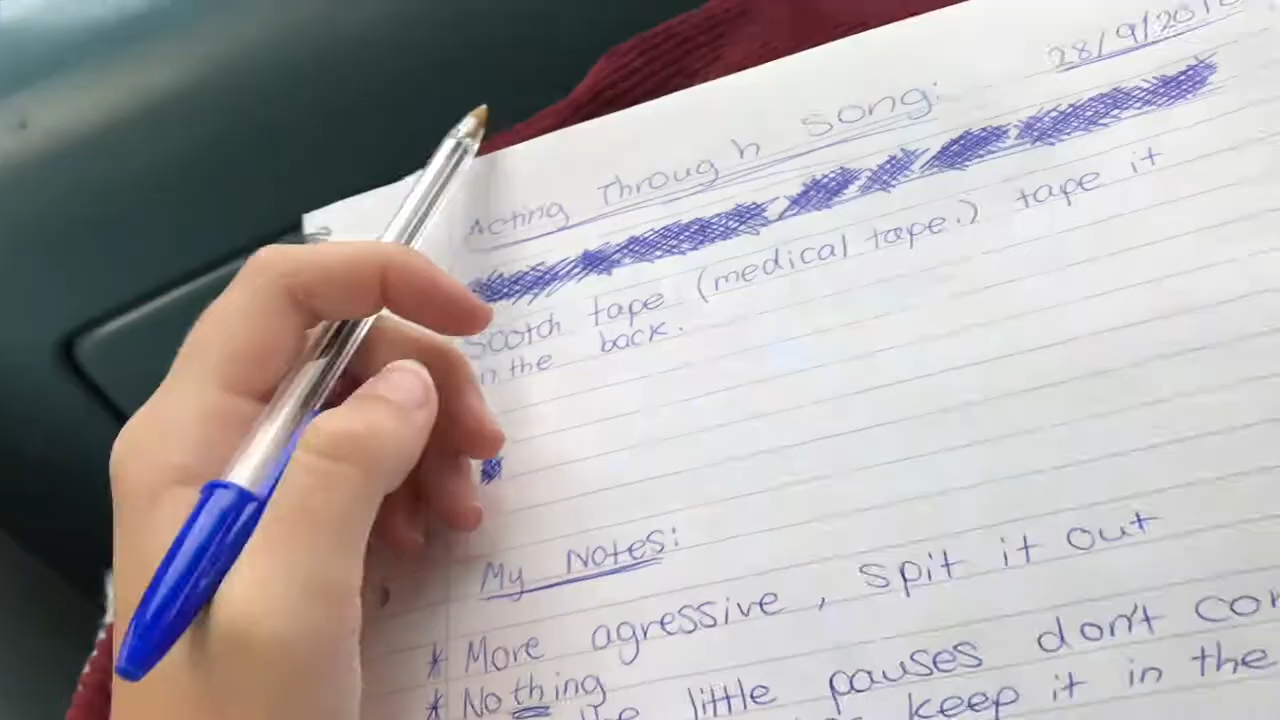 28/9/201
Acting Through Song:
Scotch tape (medical tape.) tape it
in the back.
My Notes:
* More agressive, spit it out
* Nothing
little pauses don't
keep it in the